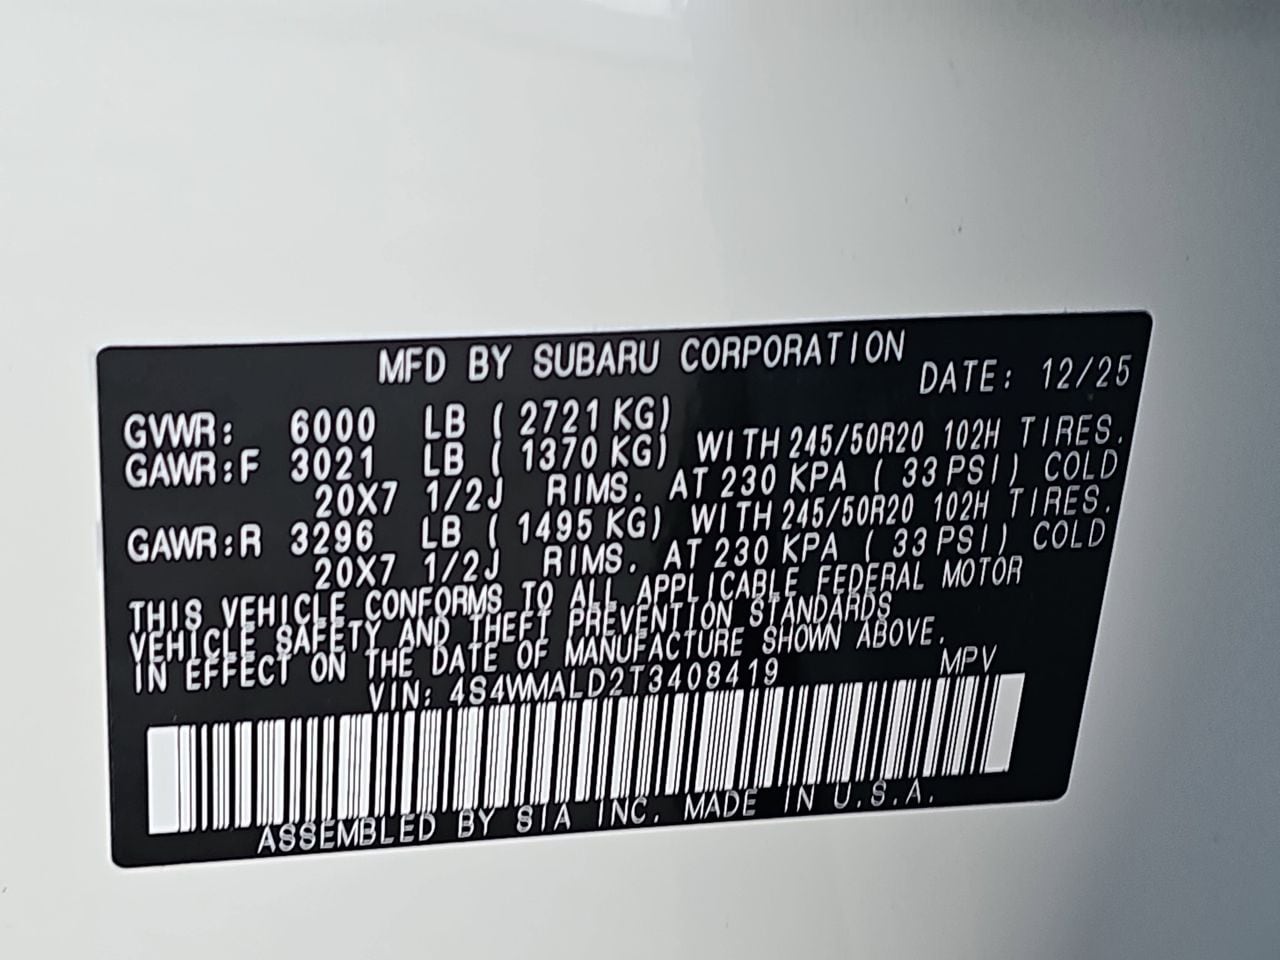 MFD BY SUBARU CORPORATION
DATE: 12/25
GVWR: 6000 LB ( 2721 KG)
GAWR:F 3021 LB ( 1370 KG) WITH 245/50R20 102H TIRES.
20X7 1/2J RIMS. AT 230 KPA ( 33 PSI) COLD
GAWR:R 3296 LB ( 1495 KG) WITH 245/50R20 102H TIRES.
20X7 1/2J RIMS. AT 230 KPA ( 33 PSI) COLD
THIS VEHICLE CONFORMS TO ALL APPLICABLE FEDERAL MOTOR
VEHICLE SAFETY AND THEFT PREVENTION STANDARDS
IN EFFECT ON THE DATE OF MANUFACTURE SHOWN ABOVE.
VIN: 4S4WMALD2T3408419 MPV
ASSEMBLED BY SIA INC. MADE IN U.S.A.